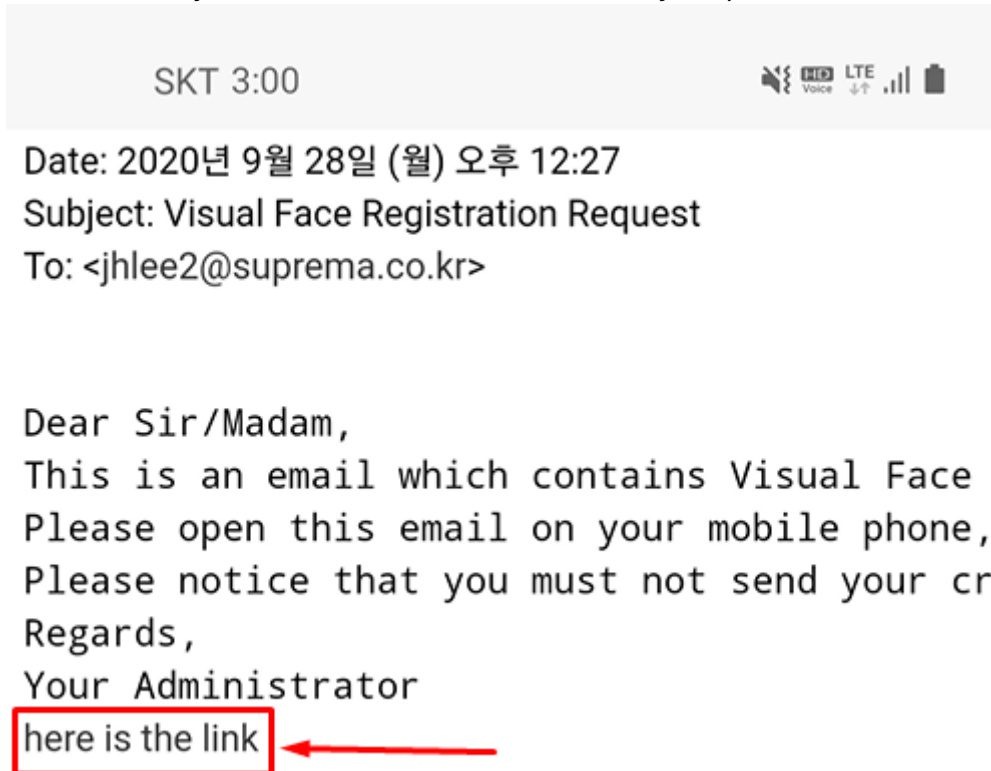 SKT 3:00
HD Voice LTE
Date: 2020년 9월 28일 (월) 오후 12:27
Subject: Visual Face Registration Request
To: <jhlee2@suprema.co.kr>
Dear Sir/Madam,
This is an email which contains Visual Face
Please open this email on your mobile phone,
Please notice that you must not send your cr
Regards,
Your Administrator
here is the link